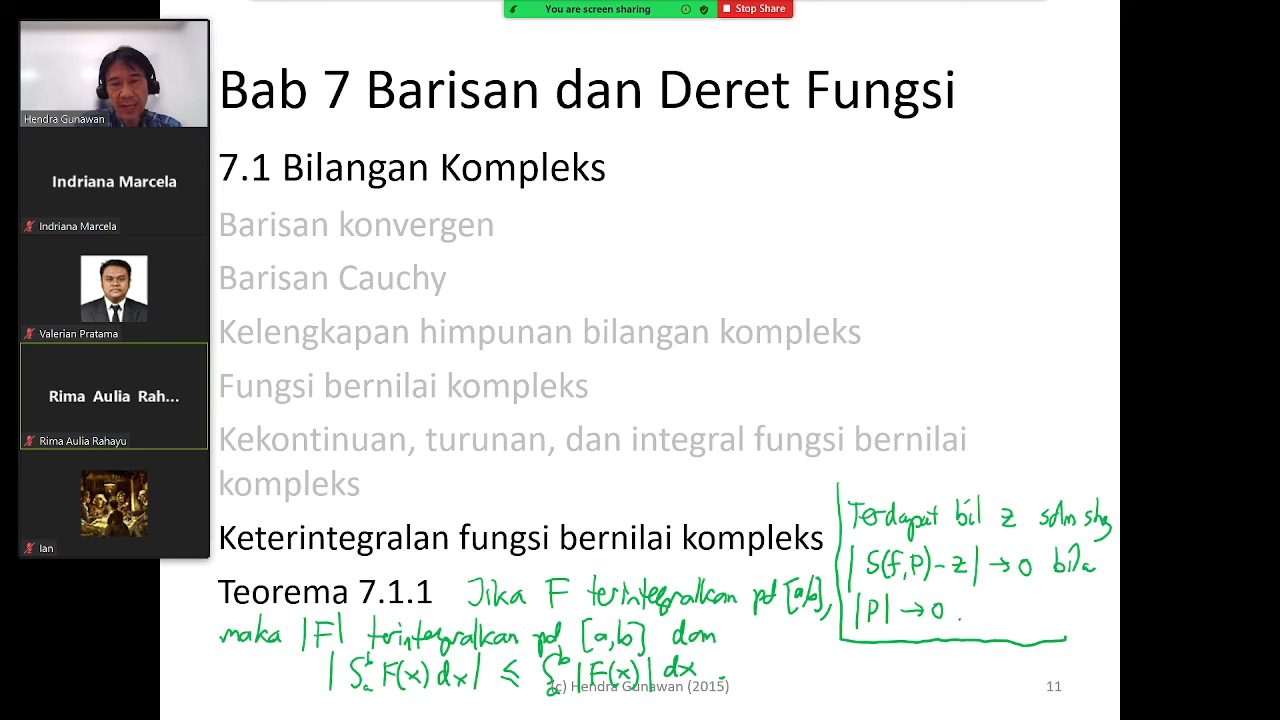 You are screen sharing
Stop Share
Bab 7 Barisan dan Deret Fungsi
Hendra Gunawan
7.1 Bilangan Kompleks
Indriana Marcela
Indriana Marcela
Barisan konvergen
Barisan Cauchy
Valerian Pratama
Kelengkapan himpunan bilangan kompleks
Fungsi bernilai kompleks
Rima Aulia Rah...
Rima Aulia Rahayu
Kekontinuan, turunan, dan integral fungsi bernilai
kompleks
Ian
Keterintegralan fungsi bernilai kompleks
Terdapat bil z sdm shg
| S(f,P) - z | → 0 bila
|P| → 0.
Teorema 7.1.1 Jika F terintegralkan pd [a,b],
maka |F| terintegralkan pd [a,b] dan
| ∫ₐᵇ F(x) dx | ≤ ∫ₐᵇ |F(x)| dx.
(c) Hendra Gunawan (2015)
11